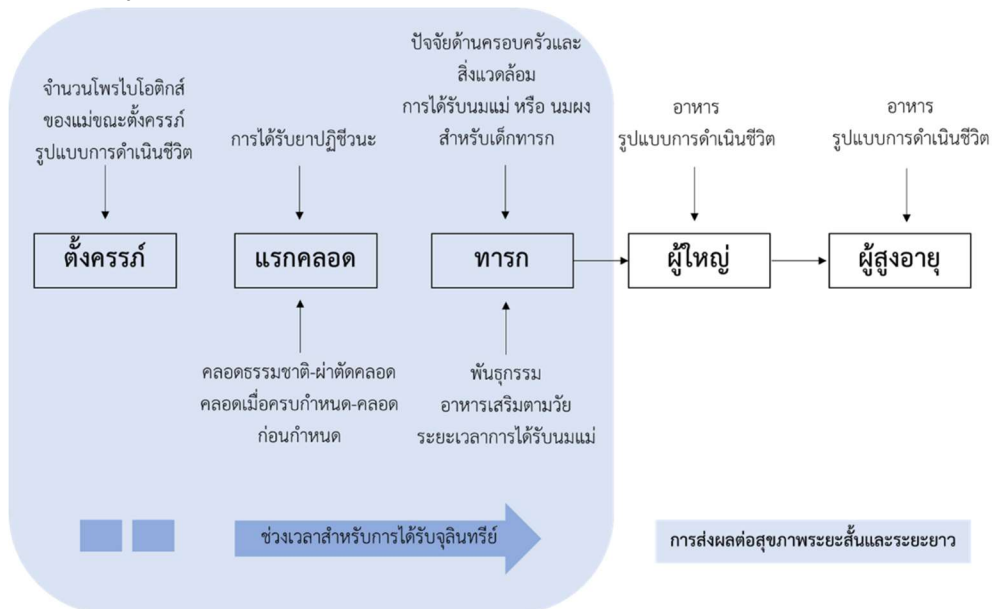 จำนวนโพรไบโอติกส์
ของแม่ขณะตั้งครรภ์
รูปแบบการดำเนินชีวิต
การได้รับยาปฏิชีวนะ
ปัจจัยด้านครอบครัวและ
สิ่งแวดล้อม
การได้รับนมแม่ หรือ นมผง
สำหรับเด็กทารก
อาหาร
รูปแบบการดำเนินชีวิต
อาหาร
รูปแบบการดำเนินชีวิต
ตั้งครรภ์
แรกคลอด
ทารก
ผู้ใหญ่
ผู้สูงอายุ
คลอดธรรมชาติ-ผ่าตัดคลอด
คลอดเมื่อครบกำหนด-คลอด
ก่อนกำหนด
พันธุกรรม
อาหารเสริมตามวัย
ระยะเวลาการได้รับนมแม่
ช่วงเวลาสำหรับการได้รับจุลินทรีย์
การส่งผลต่อสุขภาพระยะสั้นและระยะยาว